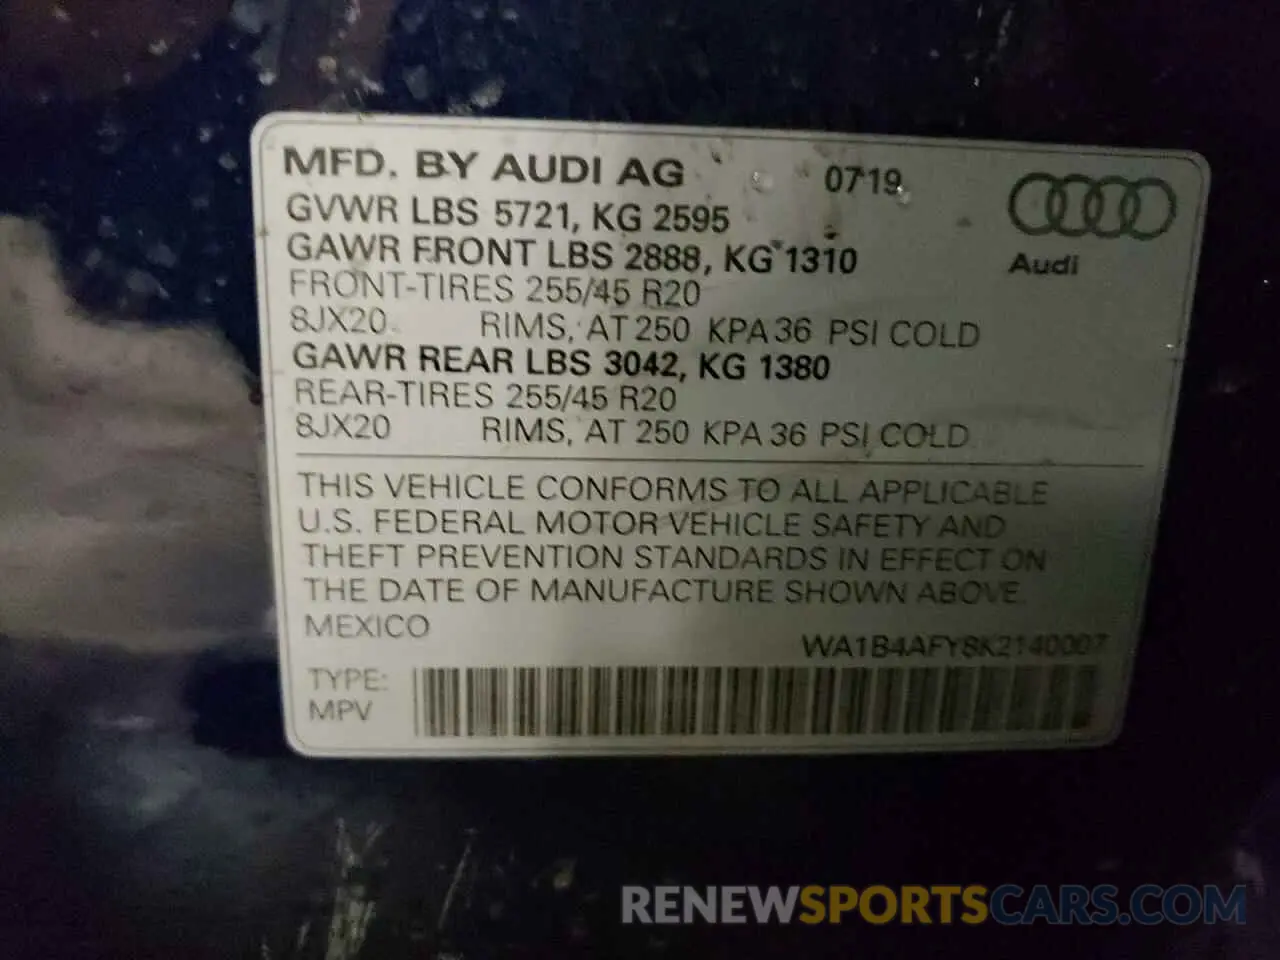 MFD. BY AUDI AG 0719
GVWR LBS 5721, KG 2595
GAWR FRONT LBS 2888, KG 1310
Audi
FRONT-TIRES 255/45 R20
8JX20 RIMS, AT 250 KPA 36 PSI COLD
GAWR REAR LBS 3042, KG 1380
REAR-TIRES 255/45 R20
8JX20 RIMS, AT 250 KPA 36 PSI COLD
THIS VEHICLE CONFORMS TO ALL APPLICABLE
U.S. FEDERAL MOTOR VEHICLE SAFETY AND
THEFT PREVENTION STANDARDS IN EFFECT ON
THE DATE OF MANUFACTURE SHOWN ABOVE.
MEXICO
WA1B4AFY8K2140007
TYPE:
MPV
RENEWSPORTSCARS.COM